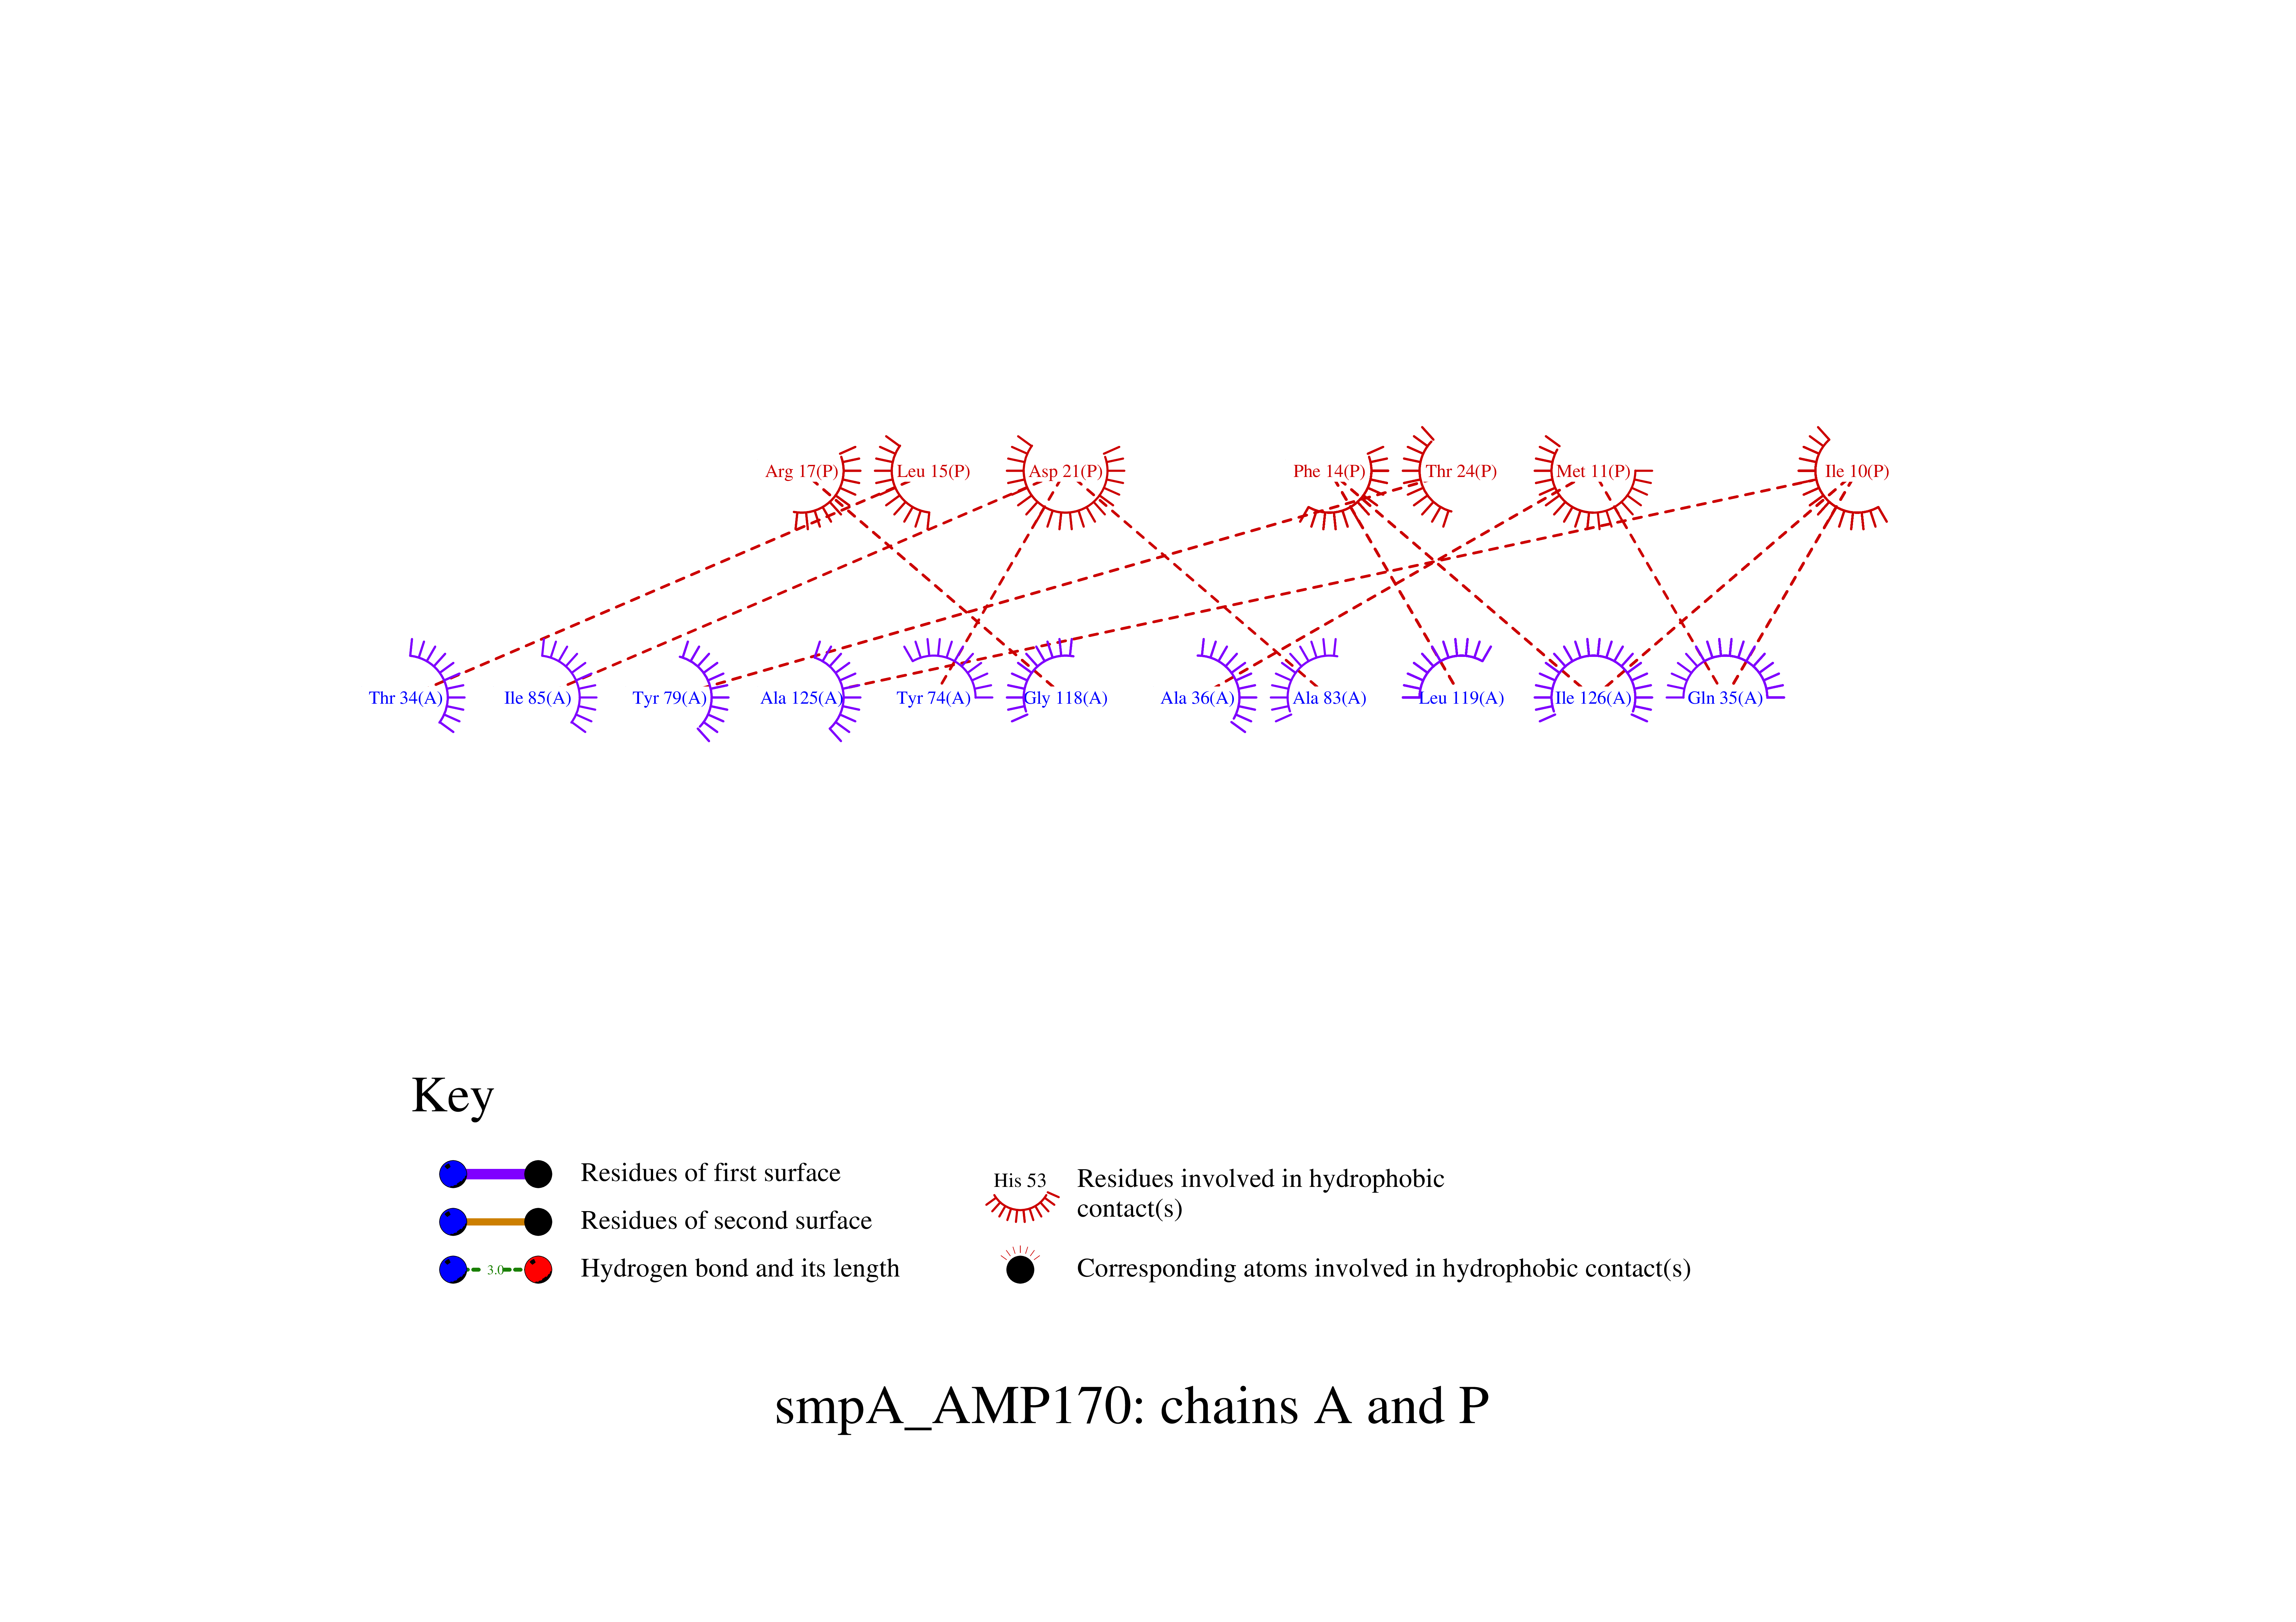 Arg 17(P) Leu 15(P) Asp 21(P) Phe 14(P) Thr 24(P) Met 11(P) Ile 10(P)
Thr 34(A) Ile 85(A) Tyr 79(A) Ala 125(A) Tyr 74(A) Gly 118(A) Ala 36(A) Ala 83(A) Leu 119(A) Ile 126(A) Gln 35(A)
Key
Residues of first surface
Residues of second surface
3.0 Hydrogen bond and its length
His 53 Residues involved in hydrophobic
contact(s)
Corresponding atoms involved in hydrophobic contact(s)
smpA_AMP170: chains A and P